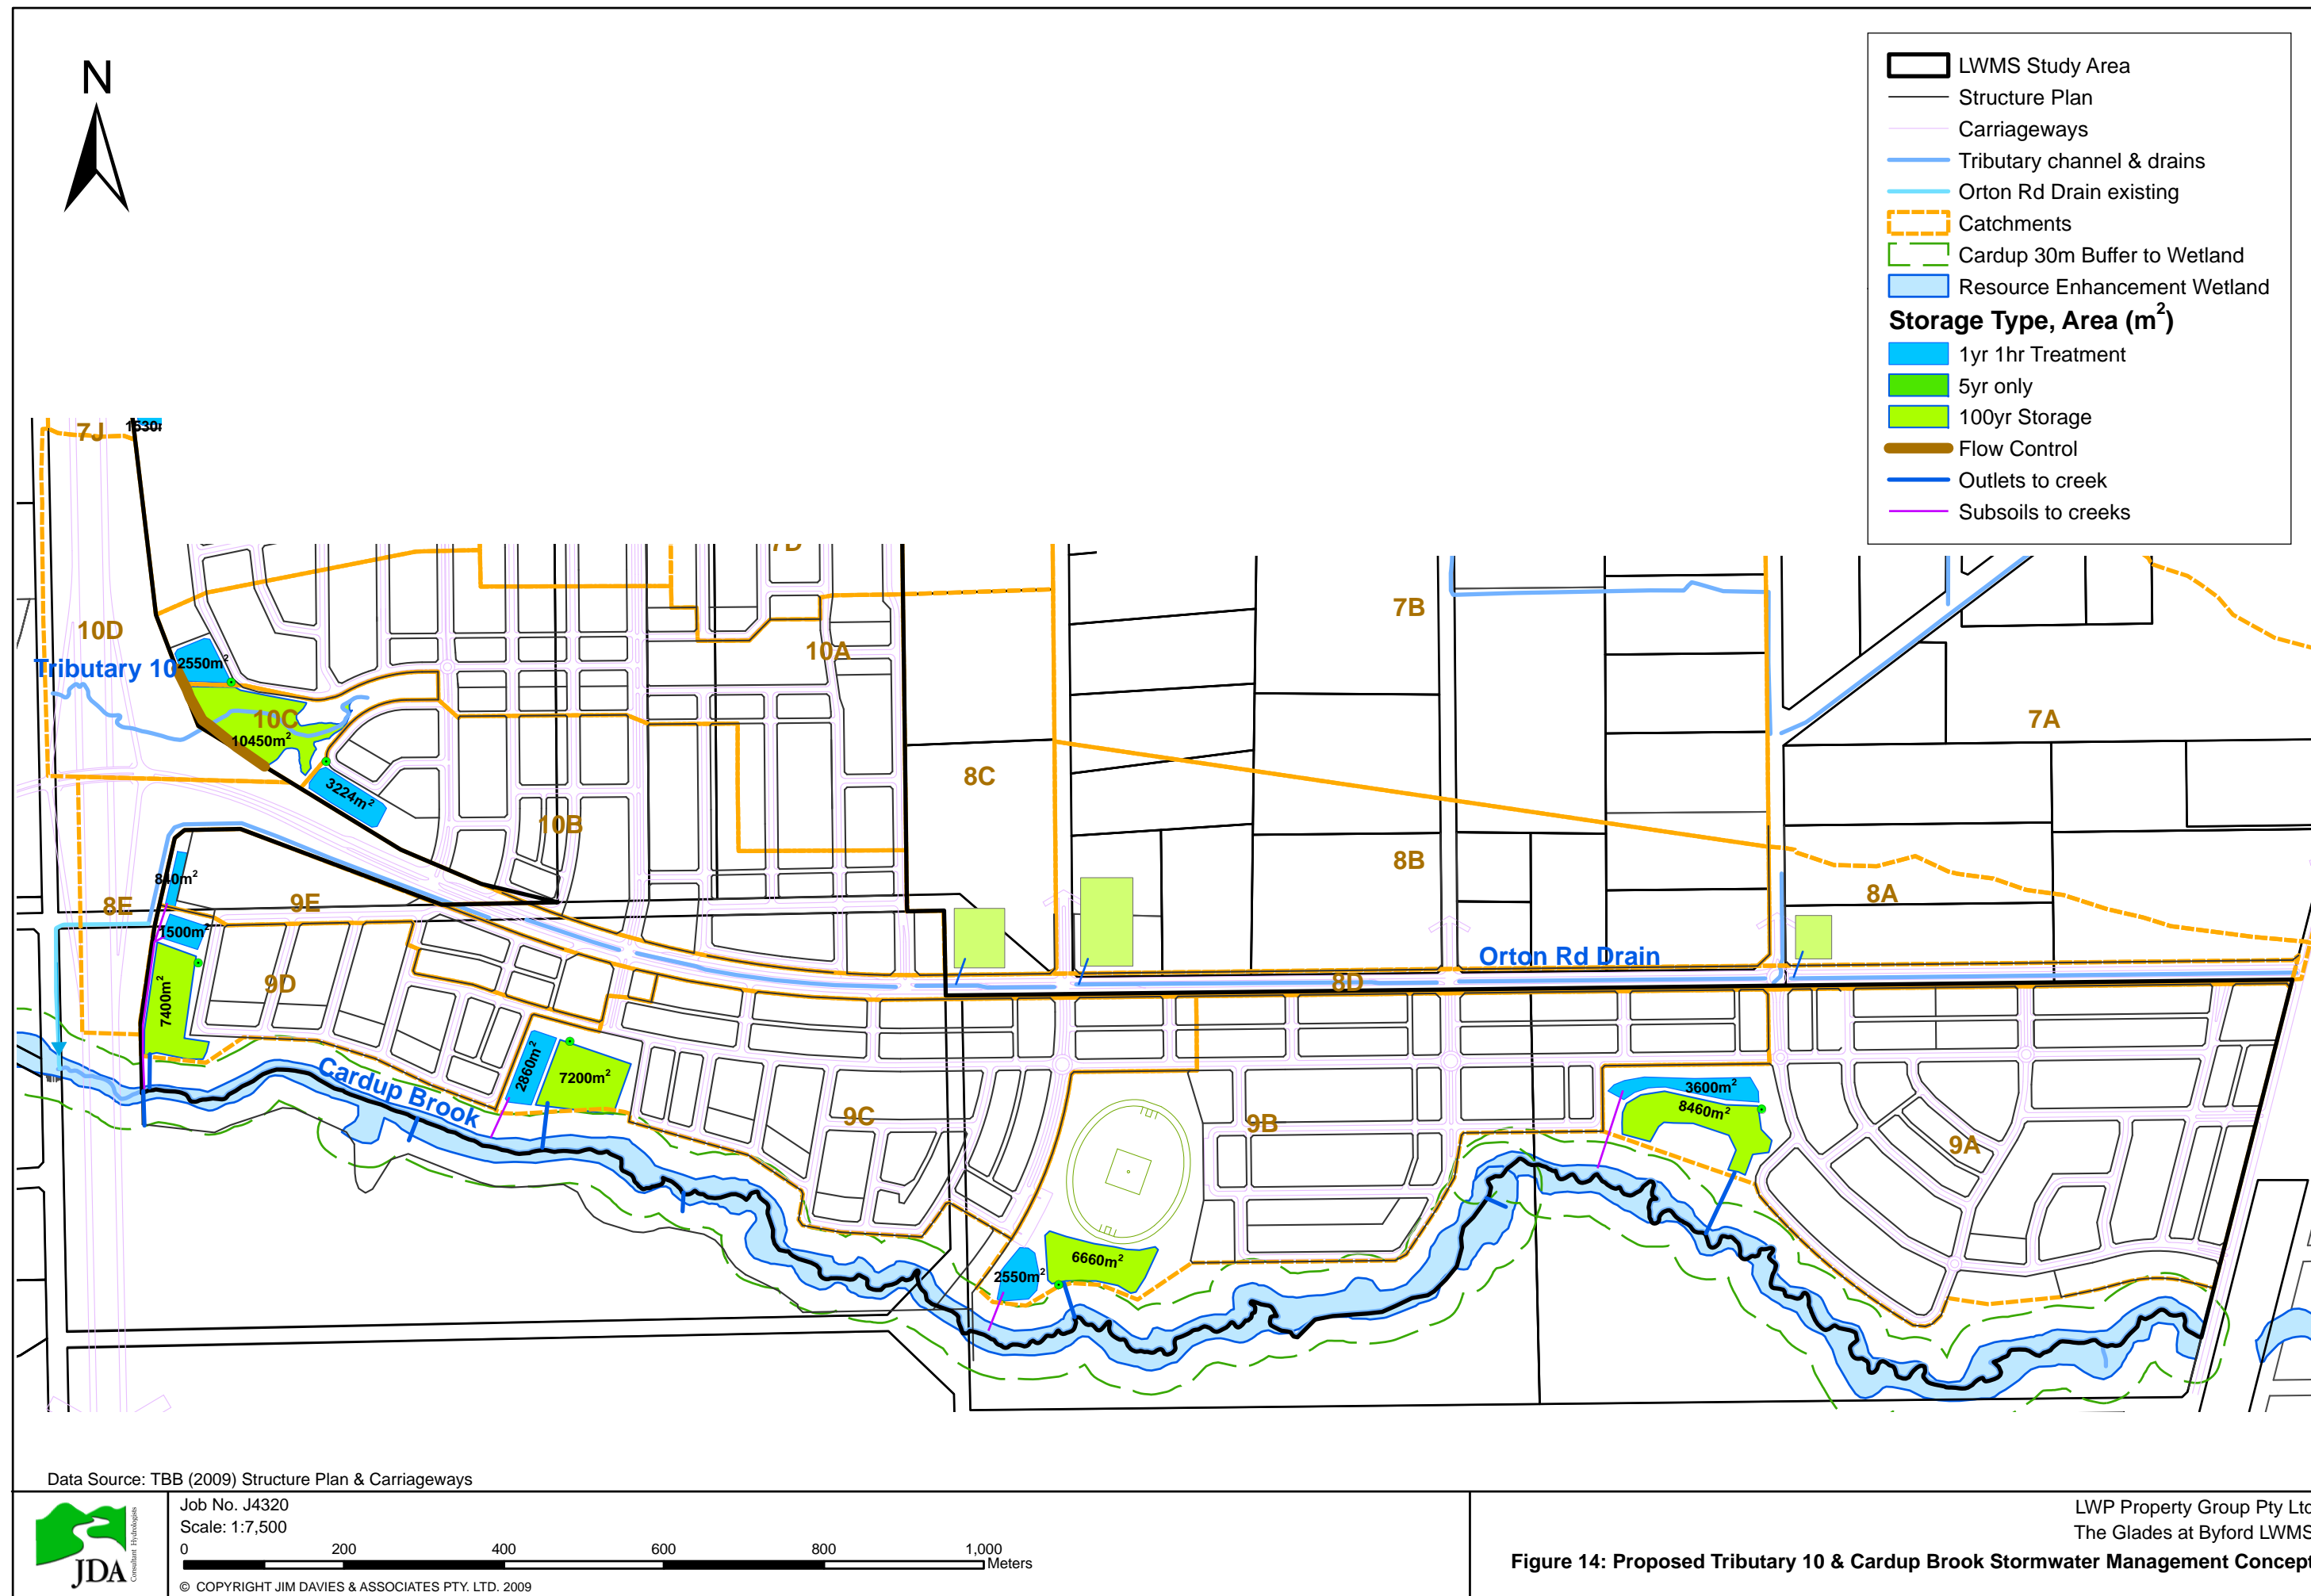 N
LWMS Study Area
Structure Plan
Carriageways
Tributary channel & drains
Orton Rd Drain existing
Catchments
Cardup 30m Buffer to Wetland
Resource Enhancement Wetland
Storage Type, Area (m²)
1yr 1hr Treatment
5yr only
100yr Storage
Flow Control
Outlets to creek
Subsoils to creeks
7J
7D
7B
10D
10A
2550m²
Tributary 10
10C
10450m²
7A
8C
3224m²
10B
8B
840m²
8A
8E
9E
1500m²
Orton Rd Drain
9D
8D
7400m²
2860m²
7200m²
Cardup Brook
3600m²
8460m²
9C
9B
9A
6660m²
2550m²
Data Source: TBB (2009) Structure Plan & Carriageways
JDA
Consultant Hydrologists
Job No. J4320
Scale: 1:7,500
0 200 400 600 800 1,000
Meters
© COPYRIGHT JIM DAVIES & ASSOCIATES PTY. LTD. 2009
LWP Property Group Pty Ltd
The Glades at Byford LWMS
Figure 14: Proposed Tributary 10 & Cardup Brook Stormwater Management Concept